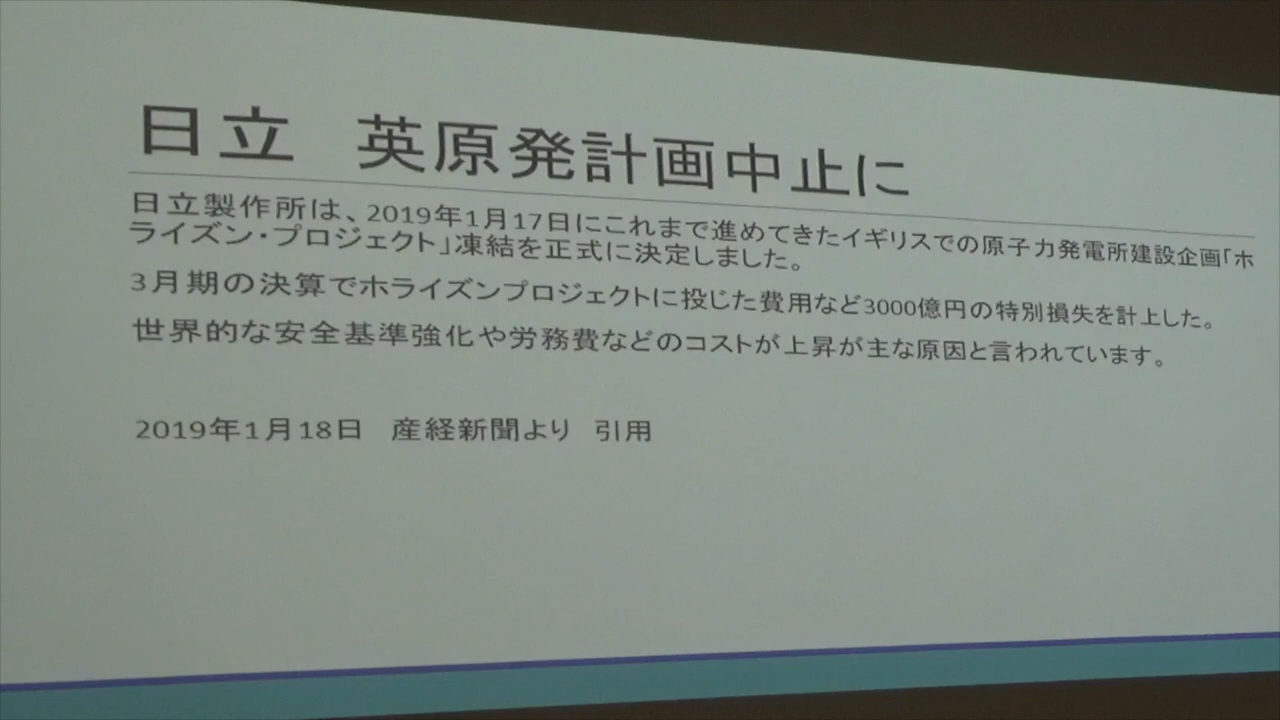 日立　英原発計画中止に
日立製作所は、2019年1月17日にこれまで進めてきたイギリスでの原子力発電所建設企画「ホ
ライズン・プロジェクト」凍結を正式に決定しました。
3月期の決算でホライズンプロジェクトに投じた費用など3000億円の特別損失を計上した。
世界的な安全基準強化や労務費などのコストが上昇が主な原因と言われています。
2019年1月18日　産経新聞より　引用